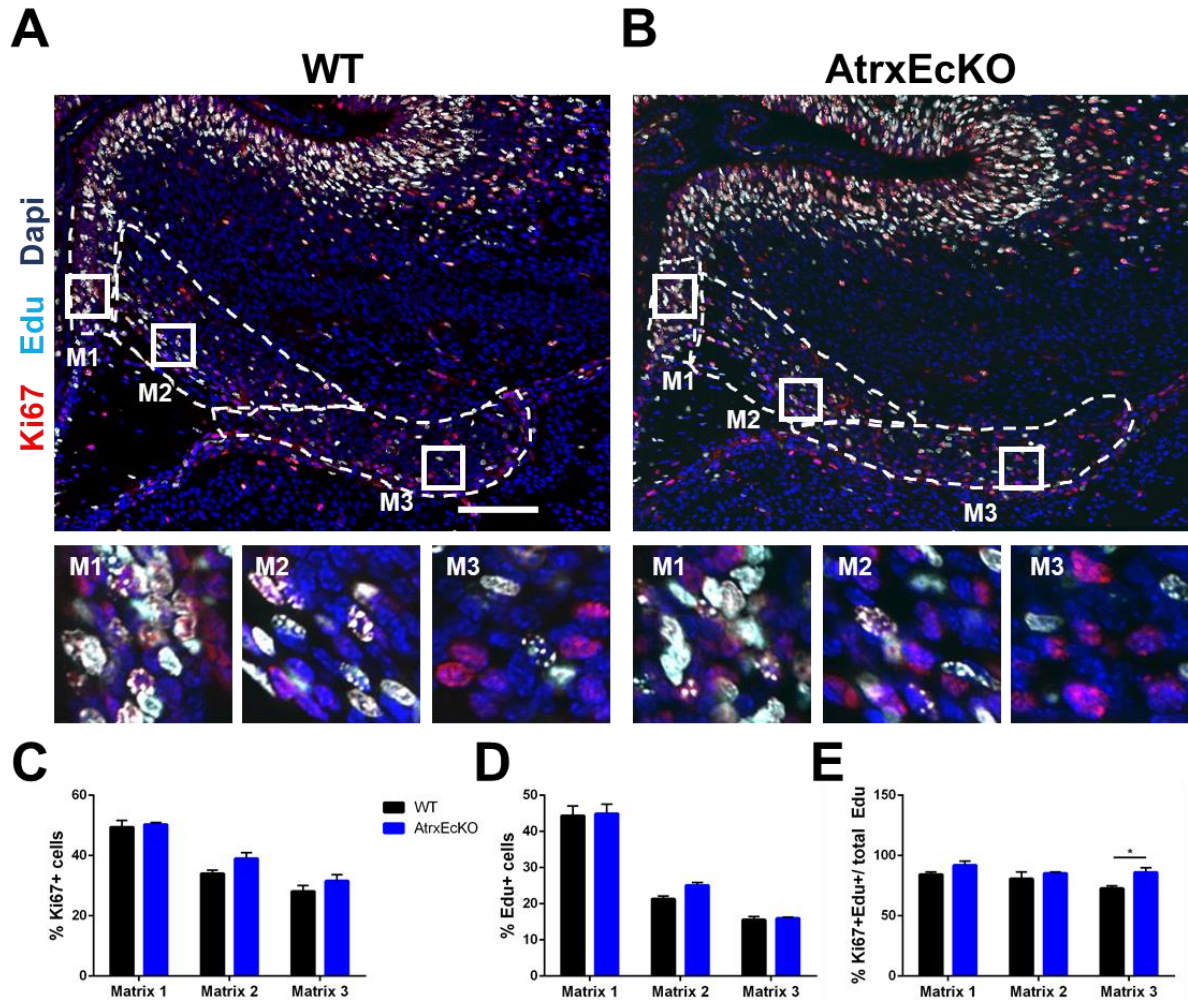 A
B
WT
AtrxEcKO
Ki67 Edu Dapi
M1
M2
M3
M1
M2
M3
M1
M2
M3
M1
M2
M3
C
D
E
% Ki67+ cells
60
40
20
0
Matrix 1
Matrix 2
Matrix 3
WT
AtrxEcKO
% Edu+ cells
50
40
30
20
10
0
Matrix 1
Matrix 2
Matrix 3
% Ki67+Edu+/ total Edu
150
100
50
0
*
Matrix 1
Matrix 2
Matrix 3